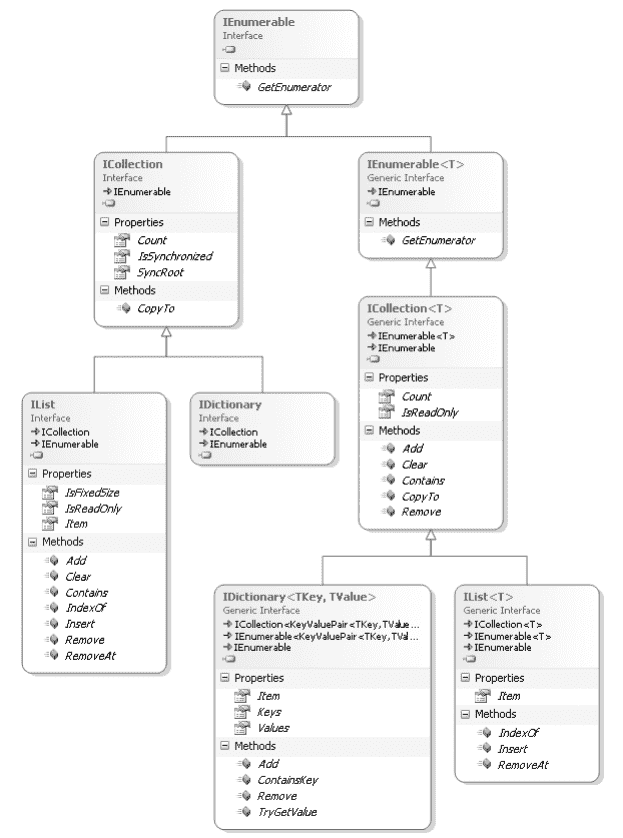 IEnumerable
Interface
Methods
GetEnumerator
ICollection
Interface
IEnumerable
Properties
Count
IsSynchronized
SyncRoot
Methods
CopyTo
IEnumerable<T>
Generic Interface
IEnumerable
Methods
GetEnumerator
ICollection<T>
Generic Interface
IEnumerable<T>
IEnumerable
Properties
Count
IsReadOnly
Methods
Add
Clear
Contains
CopyTo
Remove
IList
Interface
ICollection
IEnumerable
Properties
IsFixedSize
IsReadOnly
Item
Methods
Add
Clear
Contains
IndexOf
Insert
Remove
RemoveAt
IDictionary
Interface
ICollection
IEnumerable
IDictionary<TKey, TValue>
Generic Interface
ICollection<KeyValuePair<TKey, TValue ...
IEnumerable<KeyValuePair<TKey, TVal...
IEnumerable
Properties
Item
Keys
Values
Methods
Add
ContainsKey
Remove
TryGetValue
IList<T>
Generic Interface
ICollection<T>
IEnumerable<T>
IEnumerable
Properties
Item
Methods
IndexOf
Insert
RemoveAt